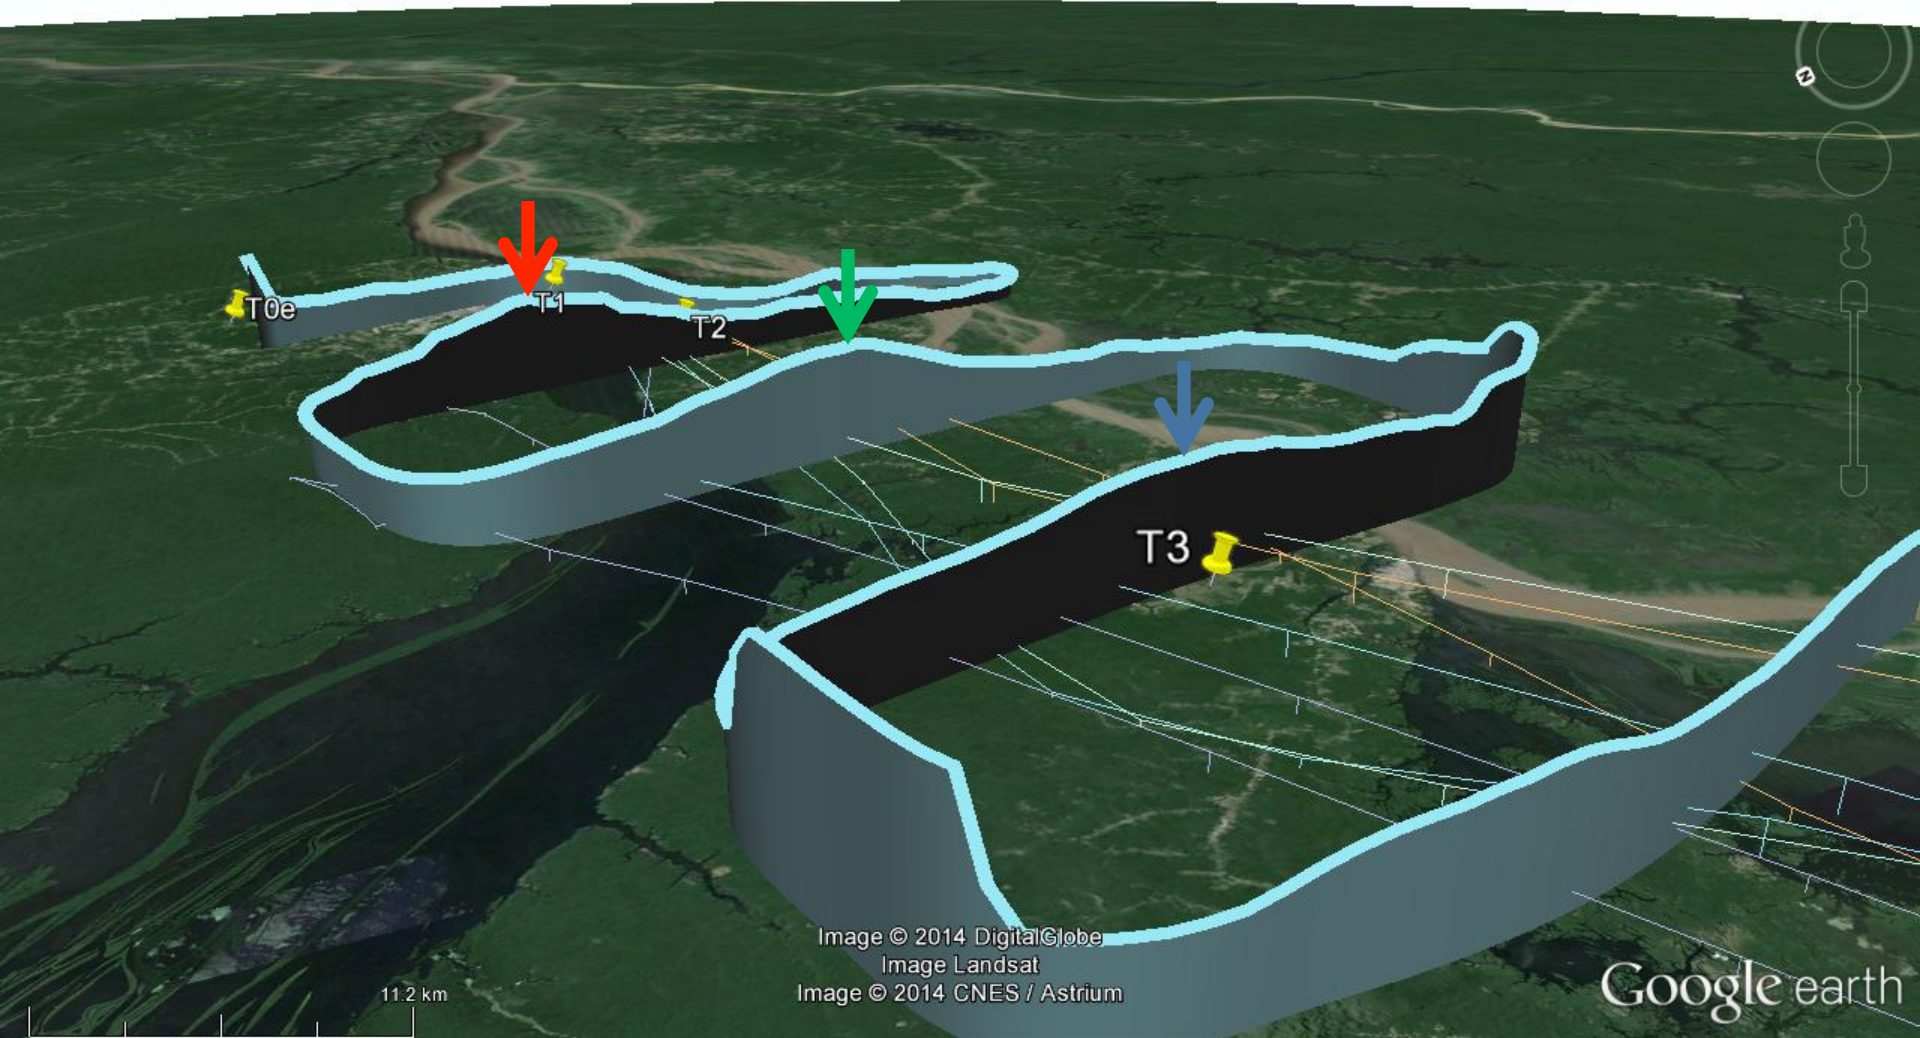 N
T0e
T1
T2
T3
Image © 2014 DigitalGlobe
Image Landsat
Image © 2014 CNES / Astrium
11.2 km
Google earth